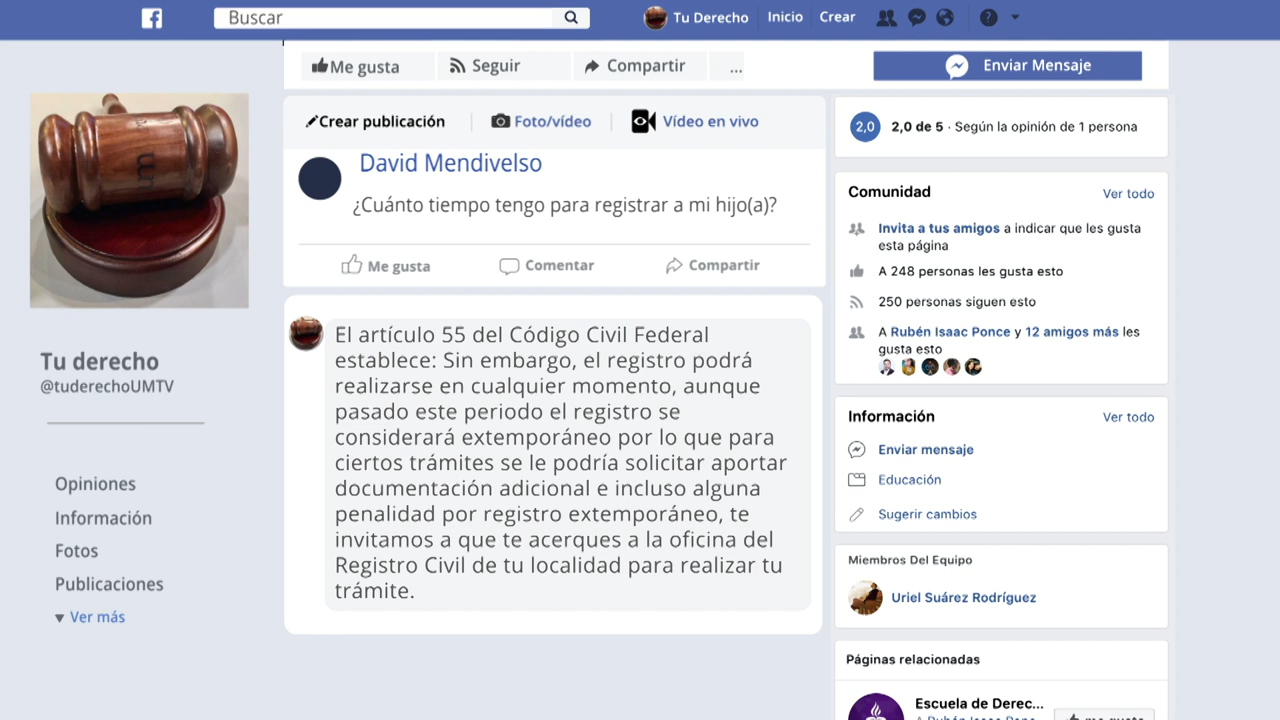 Buscar
Tu Derecho
Inicio
Crear
Me gusta
Seguir
Compartir
...
Enviar Mensaje
Crear publicación
Foto/vídeo
Vídeo en vivo
David Mendivelso
¿Cuánto tiempo tengo para registrar a mi hijo(a)?
Me gusta
Comentar
Compartir
El artículo 55 del Código Civil Federal
establece: Sin embargo, el registro podrá
realizarse en cualquier momento, aunque
pasado este periodo el registro se
considerará extemporáneo por lo que para
ciertos trámites se le podría solicitar aportar
documentación adicional e incluso alguna
penalidad por registro extemporáneo, te
invitamos a que te acerques a la oficina del
Registro Civil de tu localidad para realizar tu
trámite.
Tu derecho
@tuderechoUMTV
Opiniones
Información
Fotos
Publicaciones
Ver más
2,0
2,0 de 5 · Según la opinión de 1 persona
Comunidad
Ver todo
Invita a tus amigos a indicar que les gusta
esta página
A 248 personas les gusta esto
250 personas siguen esto
A Rubén Isaac Ponce y 12 amigos más les
gusta esto
Información
Ver todo
Enviar mensaje
Educación
Sugerir cambios
Miembros Del Equipo
Uriel Suárez Rodríguez
Páginas relacionadas
Escuela de Derec...